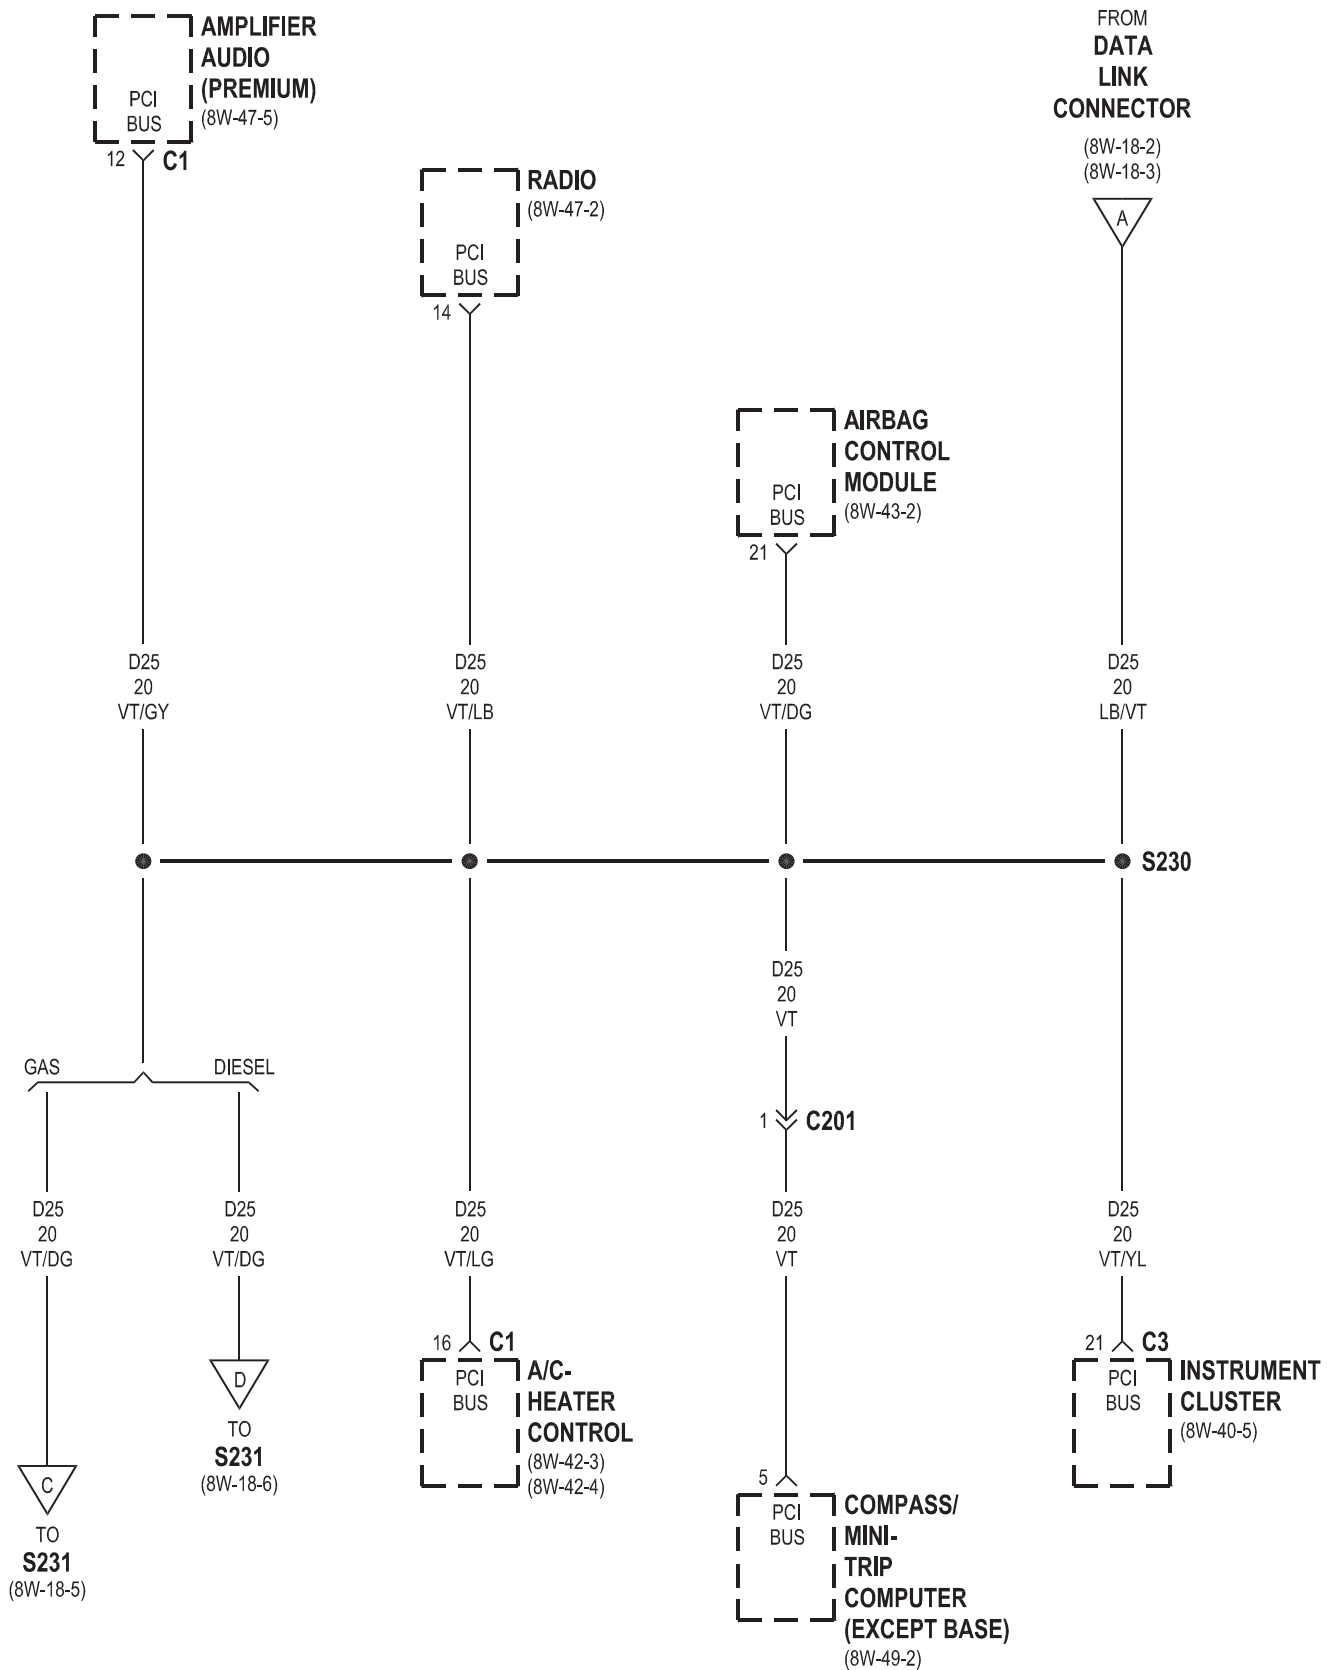 AMPLIFIER
AUDIO
(PREMIUM)
(8W-47-5)
PCI
BUS
12
C1
RADIO
(8W-47-2)
PCI
BUS
14
AIRBAG
CONTROL
MODULE
(8W-43-2)
PCI
BUS
21
FROM
DATA
LINK
CONNECTOR
(8W-18-2)
(8W-18-3)
A
D25
20
VT/GY
D25
20
VT/LB
D25
20
VT/DG
D25
20
LB/VT
S230
D25
20
VT
1
C201
GAS
DIESEL
D25
20
VT/DG
D25
20
VT/DG
D25
20
VT/LG
D25
20
VT
D25
20
VT/YL
C
TO
S231
(8W-18-5)
D
TO
S231
(8W-18-6)
16
C1
PCI
BUS
A/C-
HEATER
CONTROL
(8W-42-3)
(8W-42-4)
5
PCI
BUS
COMPASS/
MINI-
TRIP
COMPUTER
(EXCEPT BASE)
(8W-49-2)
21
C3
PCI
BUS
INSTRUMENT
CLUSTER
(8W-40-5)